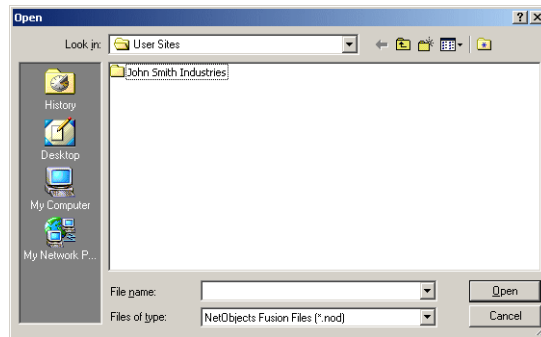 Open
Look in:
User Sites
John Smith Industries
History
Desktop
My Computer
My Network P...
File name:
Open
Files of type:
NetObjects Fusion Files (*.nod)
Cancel